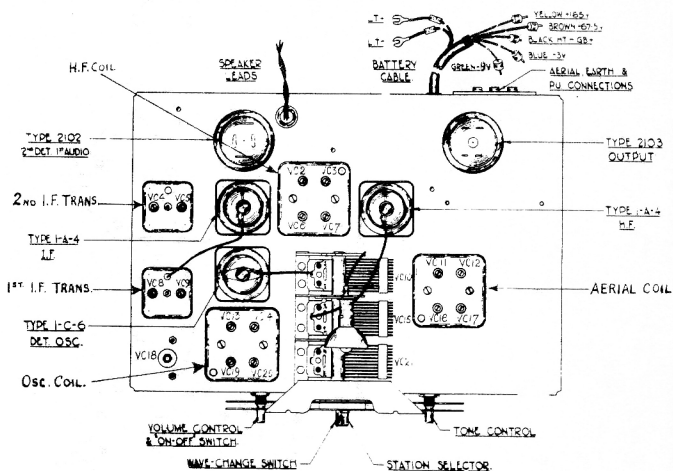 L.T-
L.T-
YELLOW +165v
BROWN +67.5v
BLACK HT - GB+
BLUE -3v
GREEN -9V
H.F. COIL
SPEAKER
LEADS
BATTERY
CABLE
AERIAL, EARTH &
PU CONNECTIONS
TYPE 2102
2ND DET. 1ST AUDIO
TYPE 2103
OUTPUT
2ND I.F. TRANS.
VC4 VC5
VC2 VC3
VC6 VC7
TYPE 1-A-4
I.F.
TYPE 1-A-4
H.F.
1ST. I.F. TRANS.
VC8 VC9
VC10
VC11 VC12
VC16 VC17
AERIAL COIL
TYPE 1-C-6
DET. OSC.
VC15
VC18
VC19 VC20
OSC. COIL.
VOLUME CONTROL
& "ON-OFF" SWITCH.
TONE CONTROL
WAVE-CHANGE SWITCH
STATION SELECTOR.